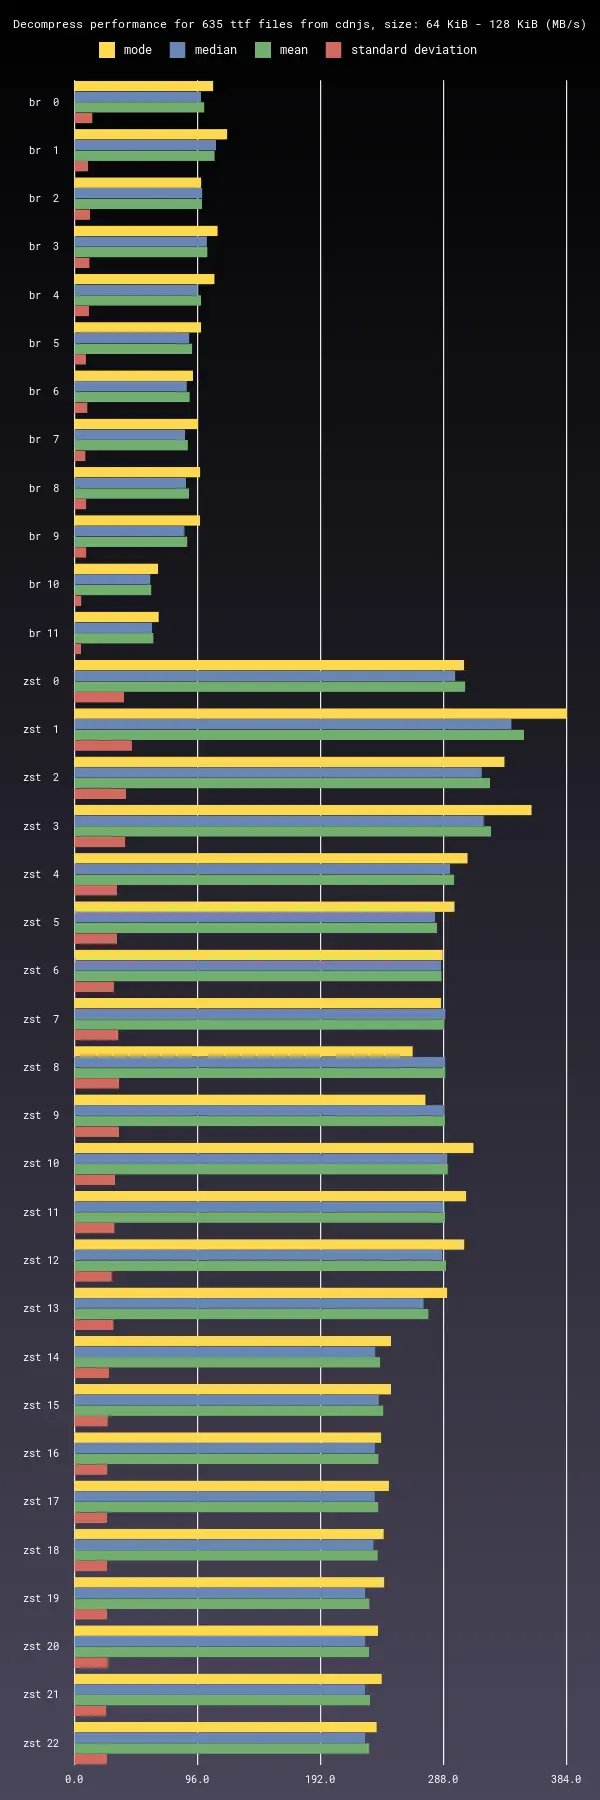 Decompress performance for 635 ttf files from cdnjs, size: 64 KiB - 128 KiB (MB/s)
mode median mean standard deviation
br 0
br 1
br 2
br 3
br 4
br 5
br 6
br 7
br 8
br 9
br 10
br 11
zst 0
zst 1
zst 2
zst 3
zst 4
zst 5
zst 6
zst 7
zst 8
zst 9
zst 10
zst 11
zst 12
zst 13
zst 14
zst 15
zst 16
zst 17
zst 18
zst 19
zst 20
zst 21
zst 22
0.0 96.0 192.0 288.0 384.0